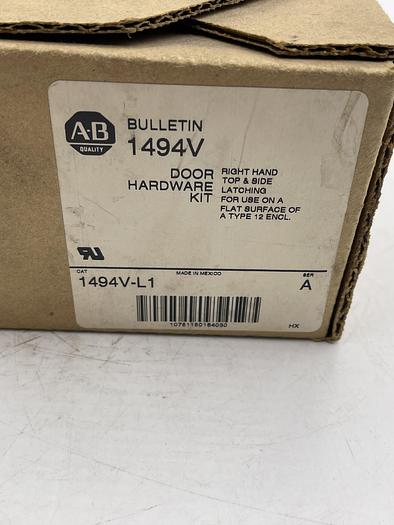 A-B
QUALITY
BULLETIN
1494V
DOOR
HARDWARE
KIT
RIGHT HAND
TOP & SIDE
LATCHING
FOR USE ON A
FLAT SURFACE OF
A TYPE 12 ENCL.
CAT
MADE IN MEXICO
SER
1494V-L1
A
10761150164030
HX